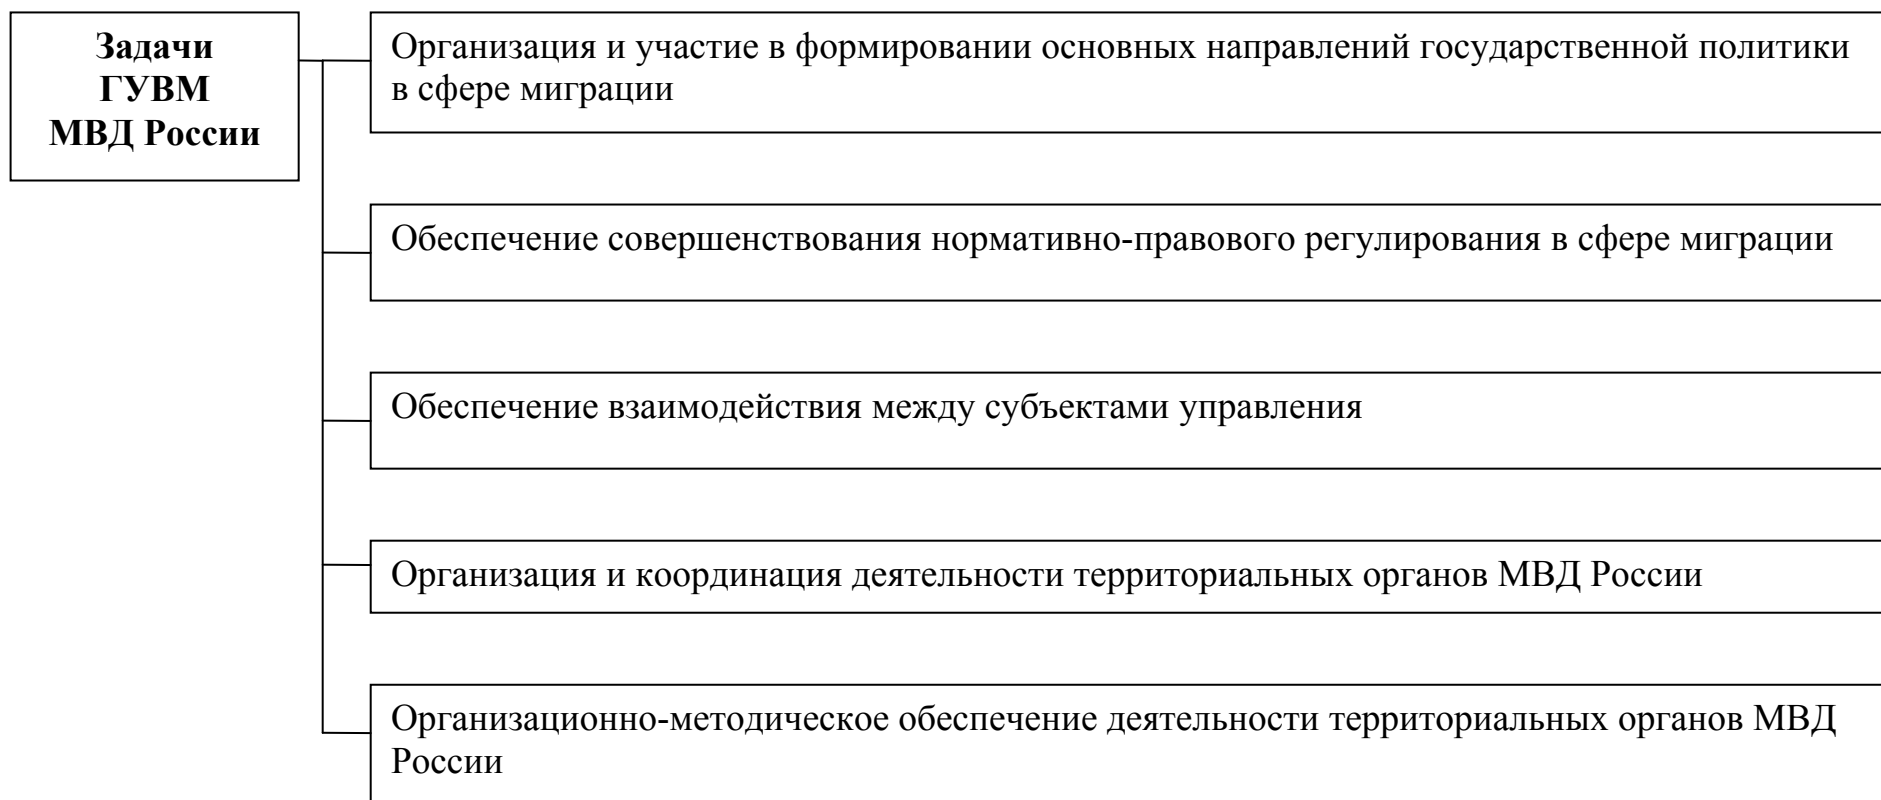 Задачи
ГУВМ
МВД России
Организация и участие в формировании основных направлений государственной политики
в сфере миграции
Обеспечение совершенствования нормативно-правового регулирования в сфере миграции
Обеспечение взаимодействия между субъектами управления
Организация и координация деятельности территориальных органов МВД России
Организационно-методическое обеспечение деятельности территориальных органов МВД
России